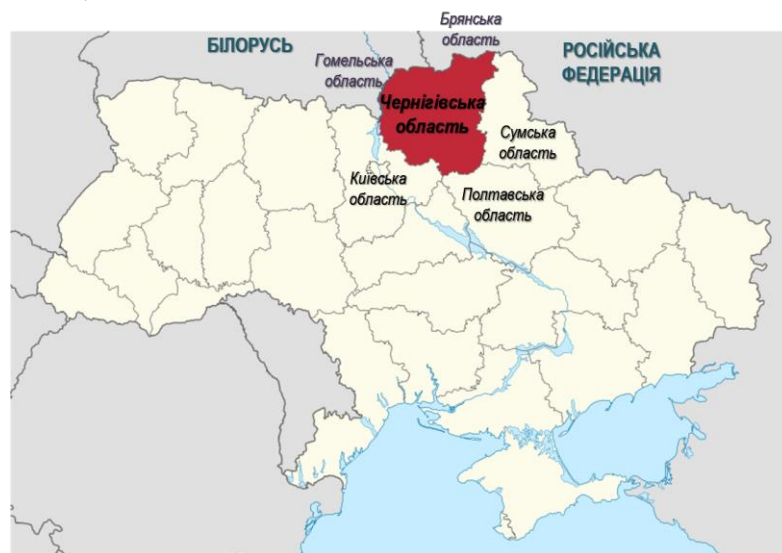 Брянська
область
БІЛОРУСЬ
Гомельська
область
РОСІЙСЬКА
ФЕДЕРАЦІЯ
Чернігівська
область
Сумська
область
Київська
область
Полтавська
область